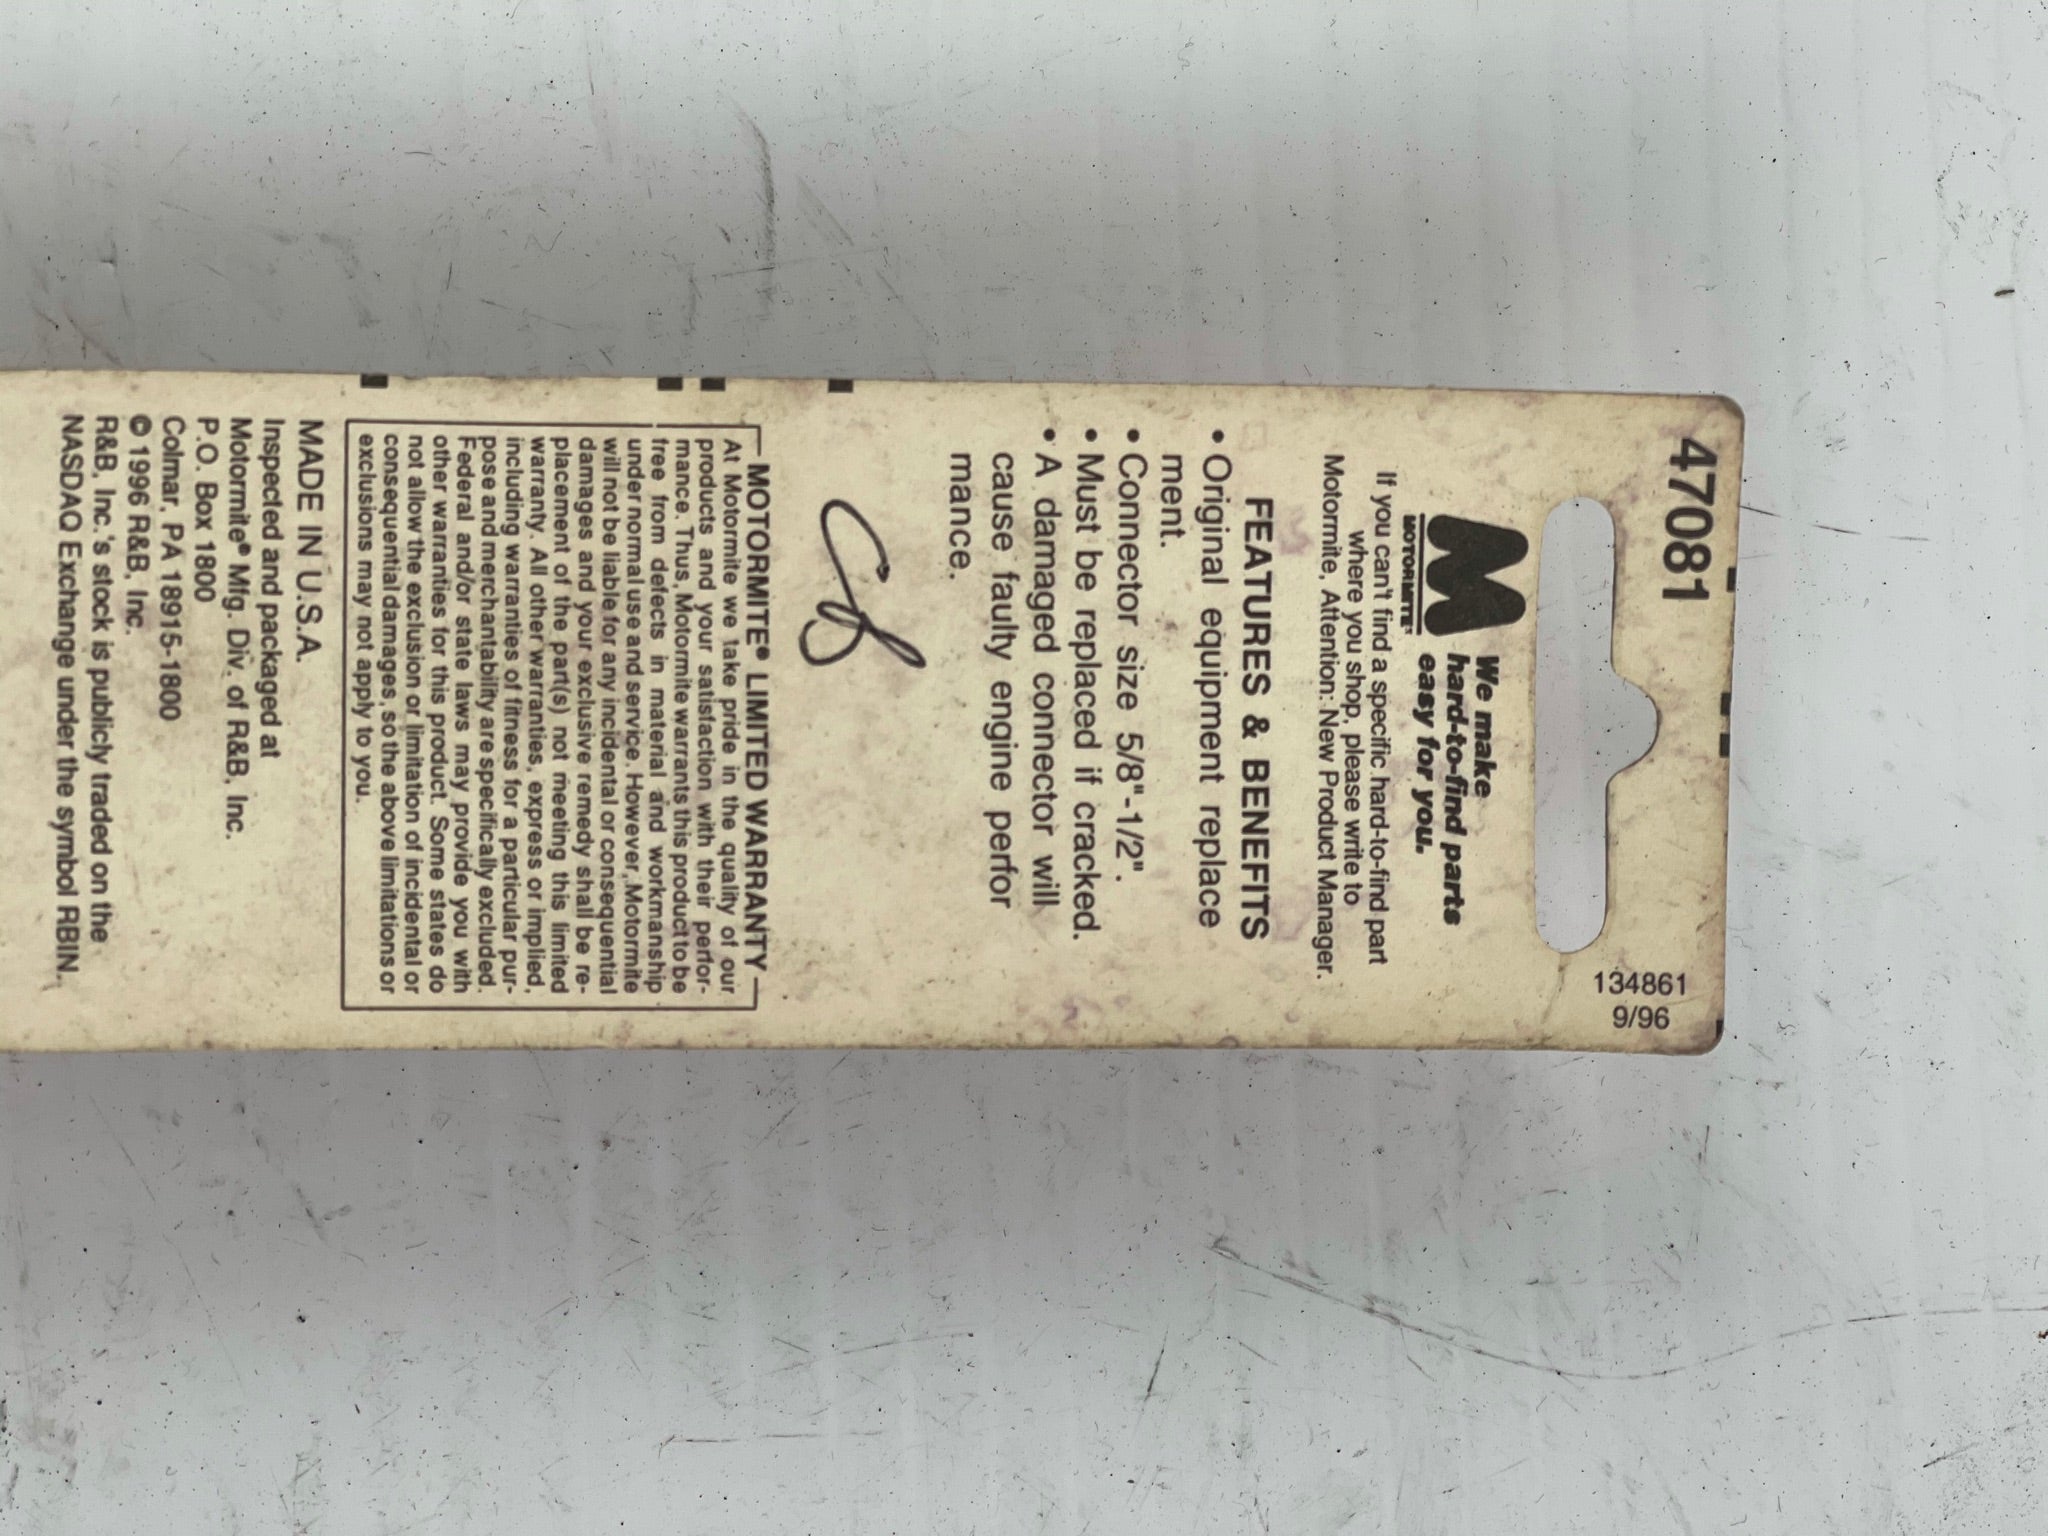 47081
134861
9/96
MOTORMITE
We make
hard-to-find parts
easy for you.
If you can't find a specific hard-to-find part
where you shop, please write to
Motormite, Attention: New Product Manager.
FEATURES & BENEFITS
• Original equipment replace
ment.
• Connector size 5/8"-1/2".
• Must be replaced if cracked.
• A damaged connector will
cause faulty engine perfor
mance.
MOTORMITE® LIMITED WARRANTY
At Motormite we take pride in the quality of our
products and your satisfaction with their perfor-
mance. Thus, Motormite warrants this product to be
free from defects in material and workmanship
under normal use and service. However, Motormite
will not be liable for any incidental or consequential
damages and your exclusive remedy shall be re-
placement of the part(s) not meeting this limited
warranty. All other warranties, express or implied,
including warranties of fitness for a particular pur-
pose and merchantability are specifically excluded.
Federal and/or state laws may provide you with
other warranties for this product. Some states do
not allow the exclusion or limitation of incidental or
consequential damages, so the above limitations or
exclusions may not apply to you.
MADE IN U.S.A.
Inspected and packaged at
Motormite® Mfg. Div. of R&B, Inc.
P.O. Box 1800
Colmar, PA 18915-1800
© 1996 R&B, Inc.
R&B, Inc.'s stock is publicly traded on the
NASDAQ Exchange under the symbol RBIN.